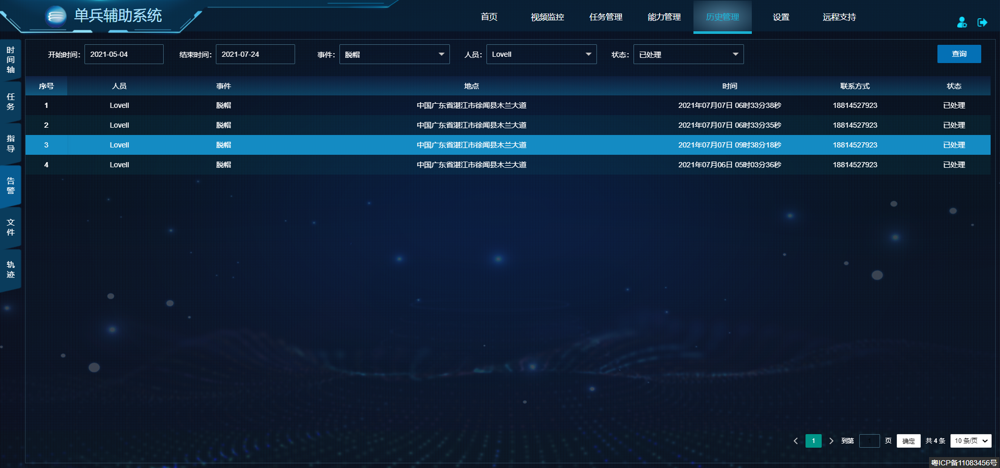 单兵辅助系统
首页 视频监控 任务管理 能力管理 历史管理 设置 远程支持
开始时间: 2021-05-04 结束时间: 2021-07-24 事件: 脱帽 人员: Lovell 状态: 已处理 查询
时间轴
任务
指导
告警
文件
轨迹
序号 人员 事件 地点 时间 联系方式 状态
1 Lovell 脱帽 中国广东省湛江市徐闻县木兰大道 2021年07月07日 06时33分38秒 18814527923 已处理
2 Lovell 脱帽 中国广东省湛江市徐闻县木兰大道 2021年07月07日 06时33分35秒 18814527923 已处理
3 Lovell 脱帽 中国广东省湛江市徐闻县木兰大道 2021年07月07日 09时38分18秒 18814527923 已处理
4 Lovell 脱帽 中国广东省湛江市徐闻县木兰大道 2021年07月06日 05时03分36秒 18814527923 已处理
1 到第 1 页 确定 共 4 条 10 条/页
粤ICP备11083456号